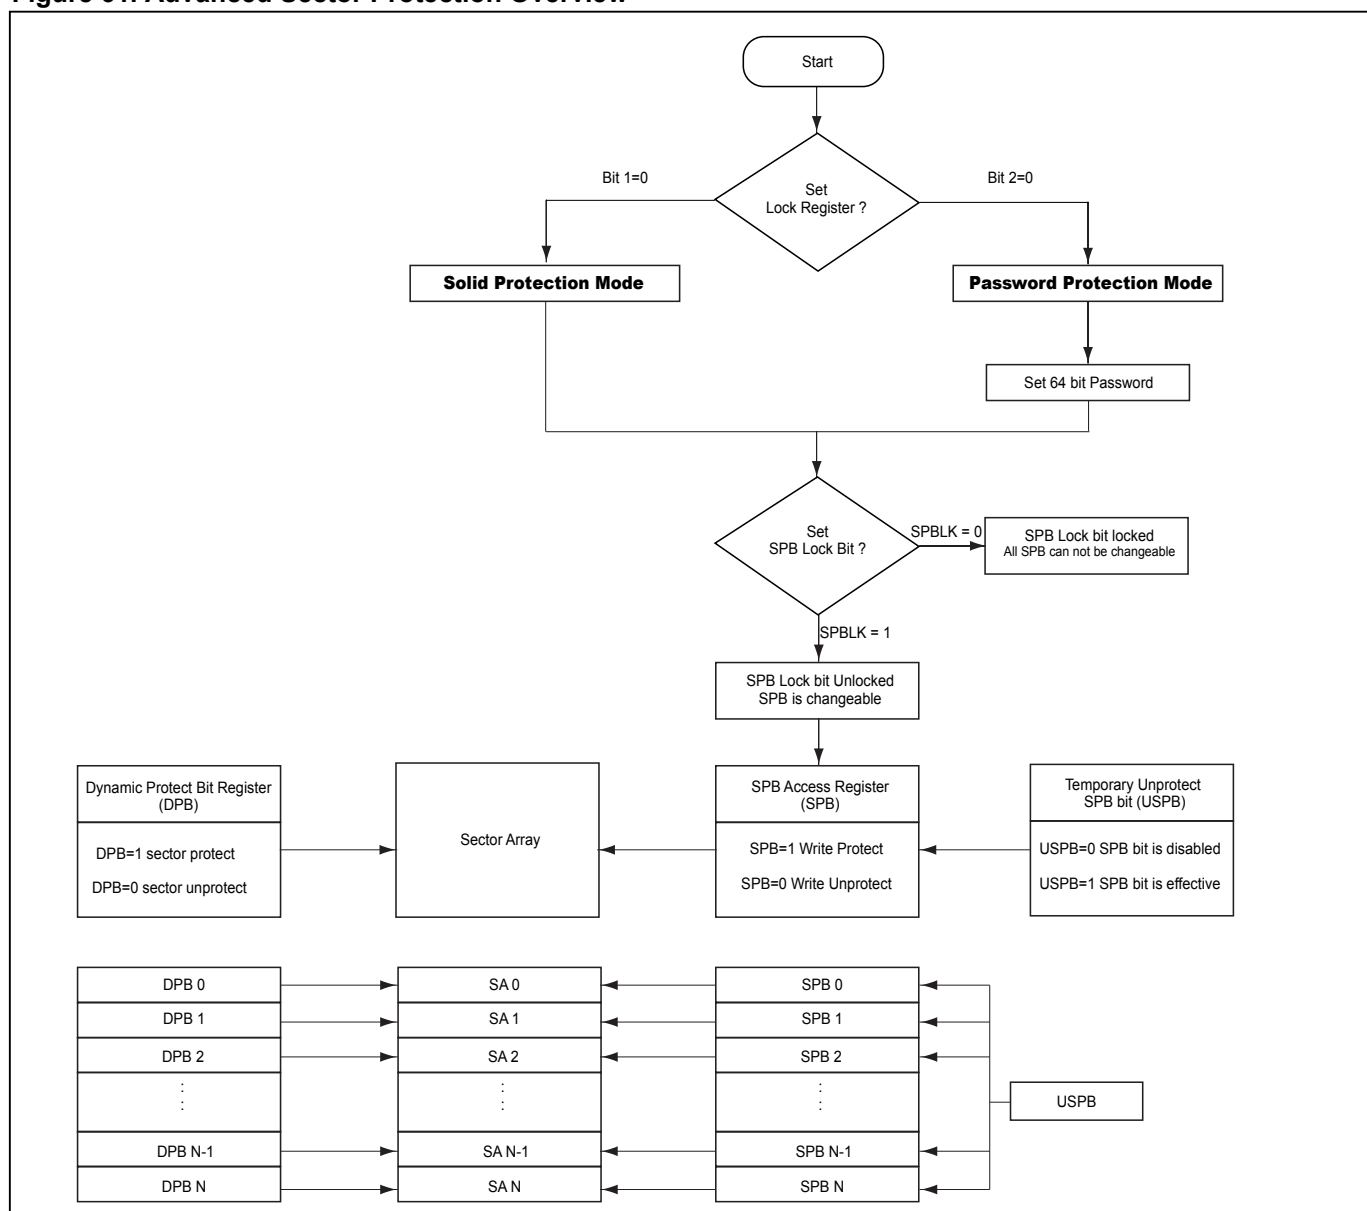 Figure Advanced Sector Protection Overview
Start
Bit 1=0
Bit 2=0
Set
Lock Register ?
Solid Protection Mode
Password Protection Mode
Set 64 bit Password
Set
SPB Lock Bit ?
SPBLK = 0
SPB Lock bit locked
All SPB can not be changeable
SPBLK = 1
SPB Lock bit Unlocked
SPB is changeable
Dynamic Protect Bit Register
(DPB)
DPB=1 sector protect
DPB=0 sector unprotect
Sector Array
SPB Access Register
(SPB)
SPB=1 Write Protect
SPB=0 Write Unprotect
Temporary Unprotect
SPB bit (USPB)
USPB=0 SPB bit is disabled
USPB=1 SPB bit is effective
DPB 0
SA 0
SPB 0
DPB 1
SA 1
SPB 1
DPB 2
SA 2
SPB 2
USPB
DPB N-1
SA N-1
SPB N-1
DPB N
SA N
SPB N